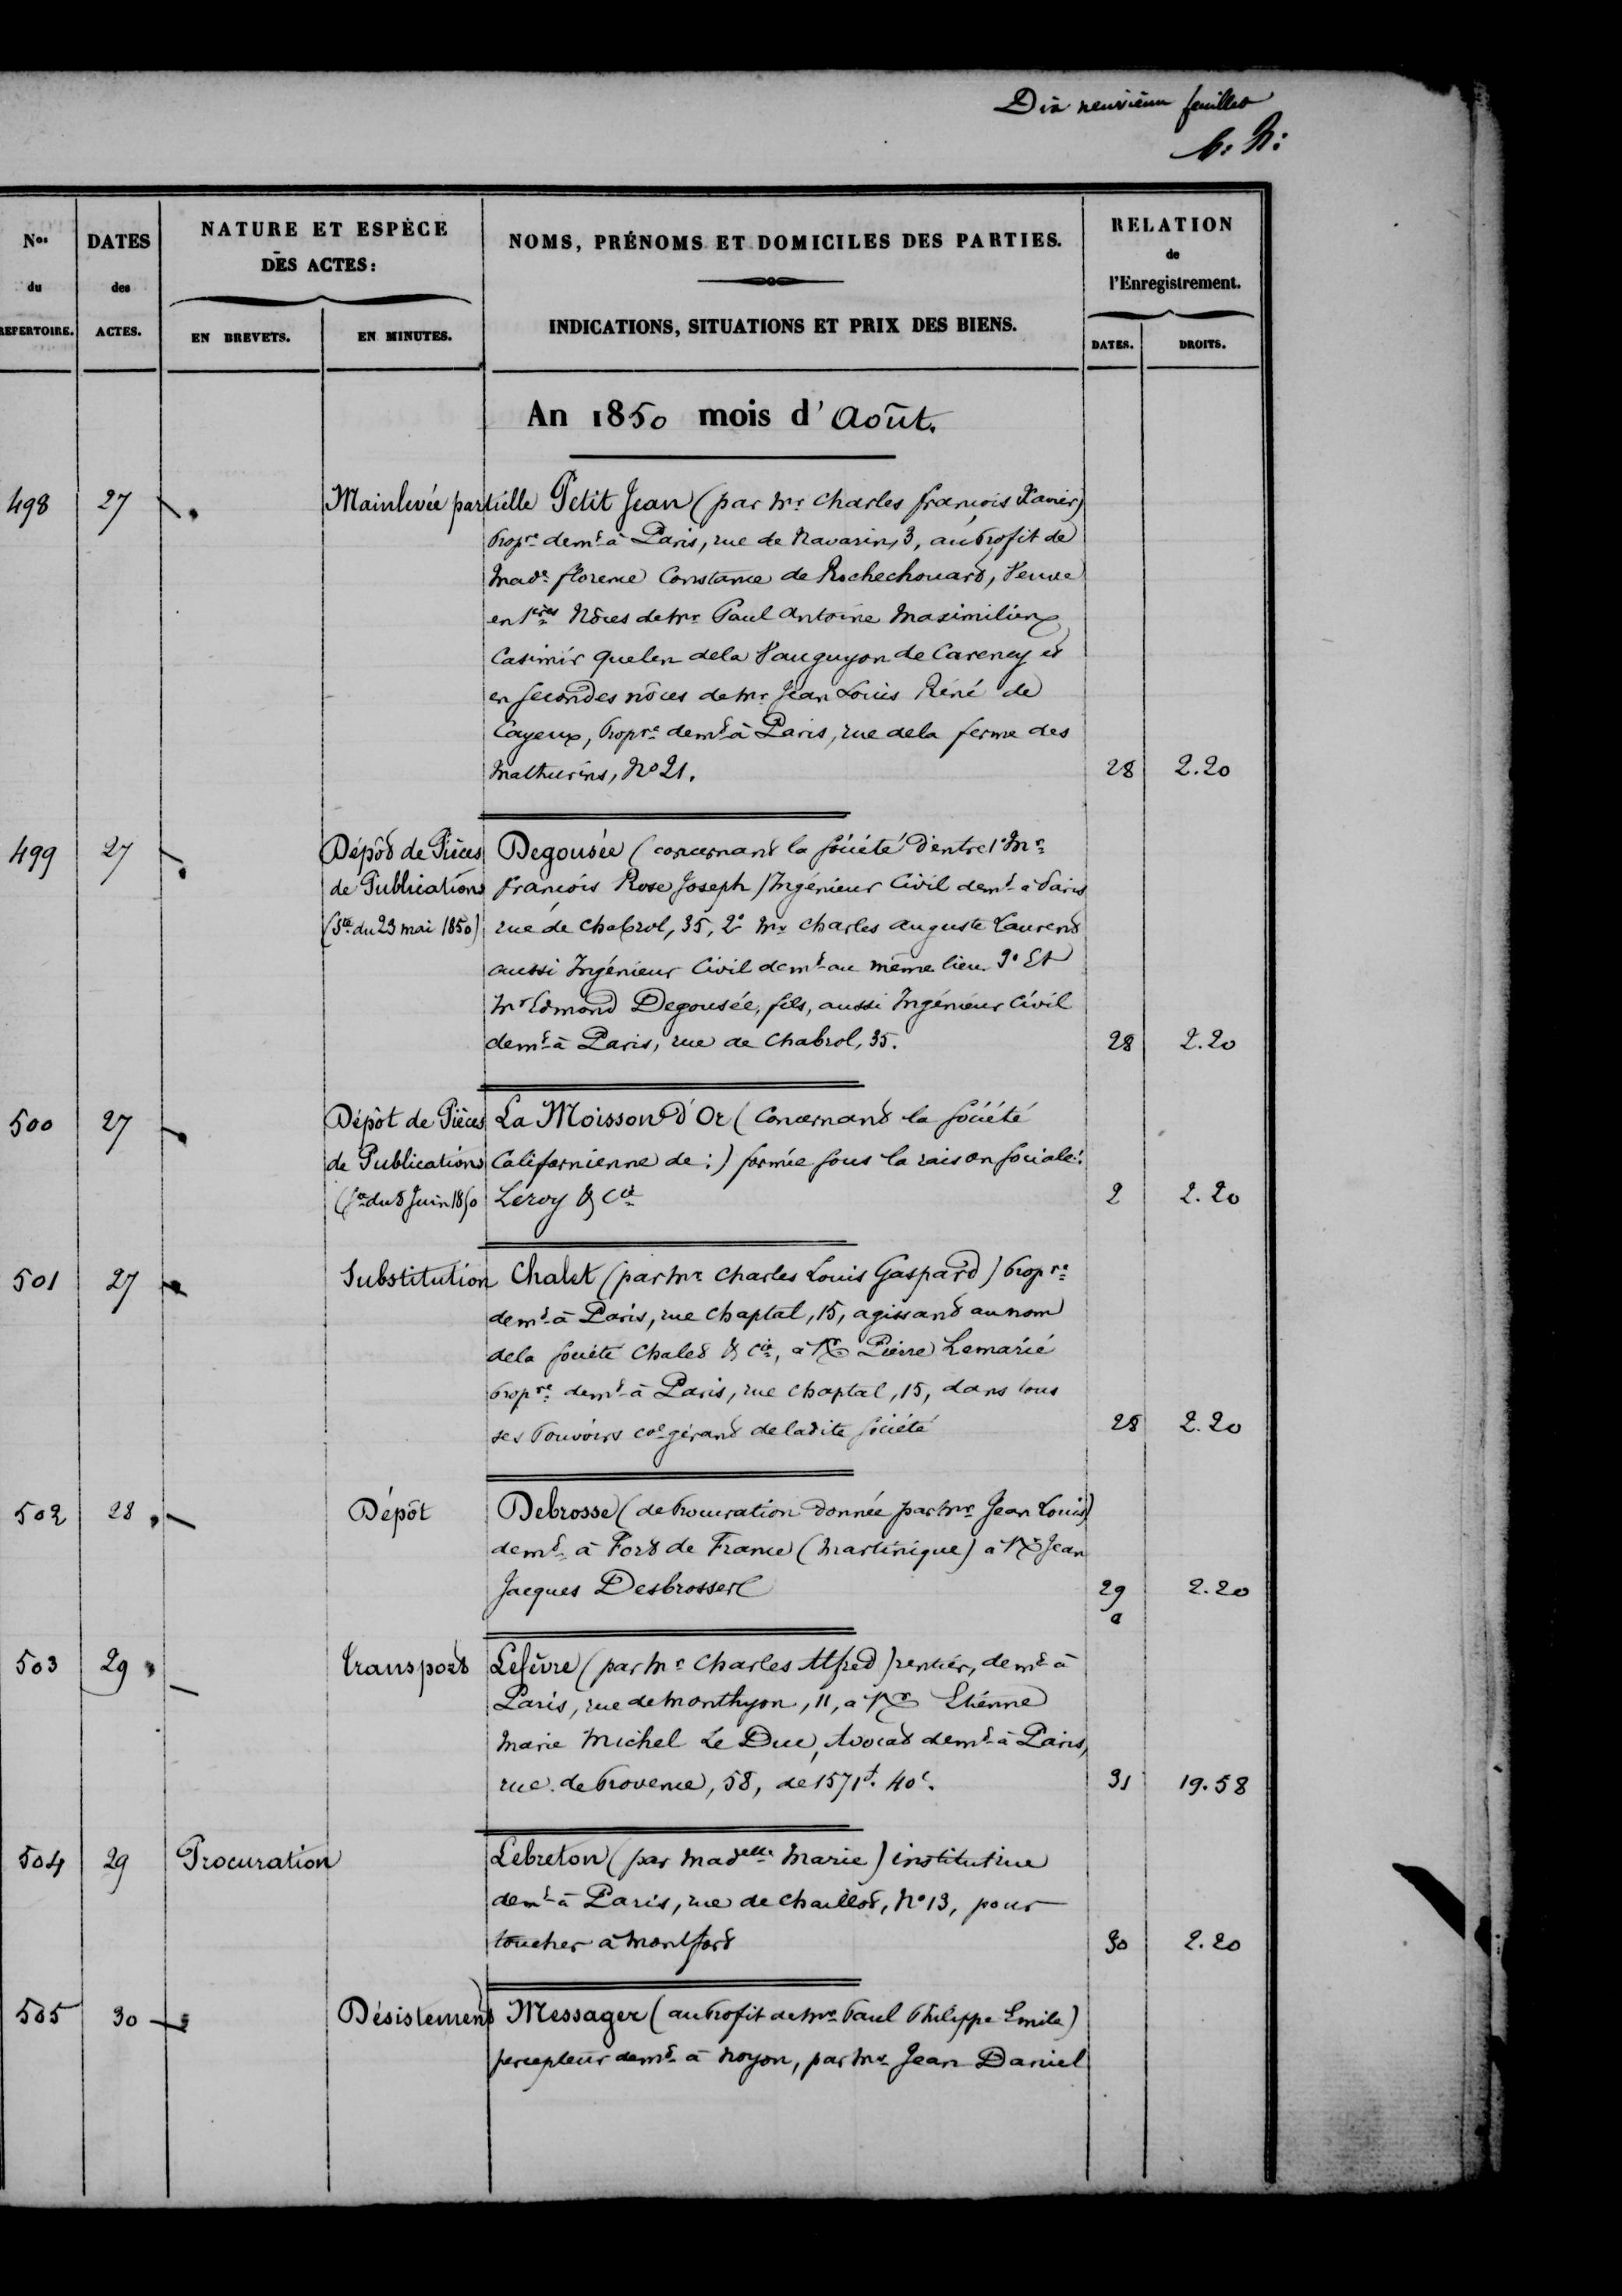 Dix neuvième feuillet
Nos du REPERTOIRE.
DATES des ACTES.
NATURE ET ESPÈCE DES ACTES:
EN BREVETS.
EN MINUTES.
NOMS, PRÉNOMS ET DOMICILES DES PARTIES.
INDICATIONS, SITUATIONS ET PRIX DES BIENS.
RELATION de l'Enregistrement.
DATES.
DROITS.
An 1850 mois d'Août.
498 27 Mainlevée partielle Petit Jean (par Mr. Charles françois Xavier)
propre. demt. à Paris, rue de Navarin, 3, au profit de
Made. florence Constance de Rochechouard, Veuve
en 1ères Nôces de Mr. Paul Antoine Maximilien
Casimir quelen dela Vauguyon de Carency et
en secondes nôces de Mr. Jean Louis Réné de
Cayeux, propre. demt. à Paris, rue dela ferme des
Mathurins, No 21. 28 2.20
499 27 Dépôt de Pièces Degousée (concernant la société d'entre 1° Mr.
de Publications françois Rose Joseph) Ingénieur Civil demt. à Paris
(Sté. du 23 mai 1850) rue de Chabrol, 35, 2° Mr. Charles Auguste Laurent
aussi Ingénieur Civil demt. au même lieu 3° Et
Mr Edmond Degousée, fils, aussi Ingénieur Civil
demt. à Paris, rue de Chabrol, 35. 28 2.20
500 27 Dépôt de Pièces La Moisson d'Or (Concernant la Société
de Publications Californienne de:) formée sous la raison sociale:
(Sté. du 8 Juin 1850 Leroy & Cie. 2 2.20
501 27 Substitution Chalet (par Mr. Charles Louis Gaspard) propre.
demt. à Paris, rue Chaptal, 15, agissant au nom
dela société Chalet & Cie, à Mr. Pierre Lemarié
propre. demt. à Paris, rue Chaptal, 15, dans tous
ses Pouvoirs co-gérant de ladite société 28 2.20
502 28 Dépôt Debrosse (de Procuration donnée par Mr. Jean Louis)
demt. à Fort de France (Martinique) à Mr. Jean
Jacques Desbrosses 29 2.20
503 29 Transport Lefèvre (par Mr. Charles Alfred) rentier, demt. à
Paris, rue de Monthyon, 11, à Mr. Etienne
Marie Michel Le Duc, Avocat demt. à Paris,
rue de Provence, 58, de 1571f. 40c. 31 19.58
504 29 Procuration Lebreton (par Madelle. Marie) institutrice
demt. à Paris, rue de Chaillot, No 13, pour
toucher à Montfort 30 2.20
505 30 Désistement Messager (au Profit de Mr. Paul Philippe Emile)
percepteur demt. à Noyon, par Mr. Jean Daniel